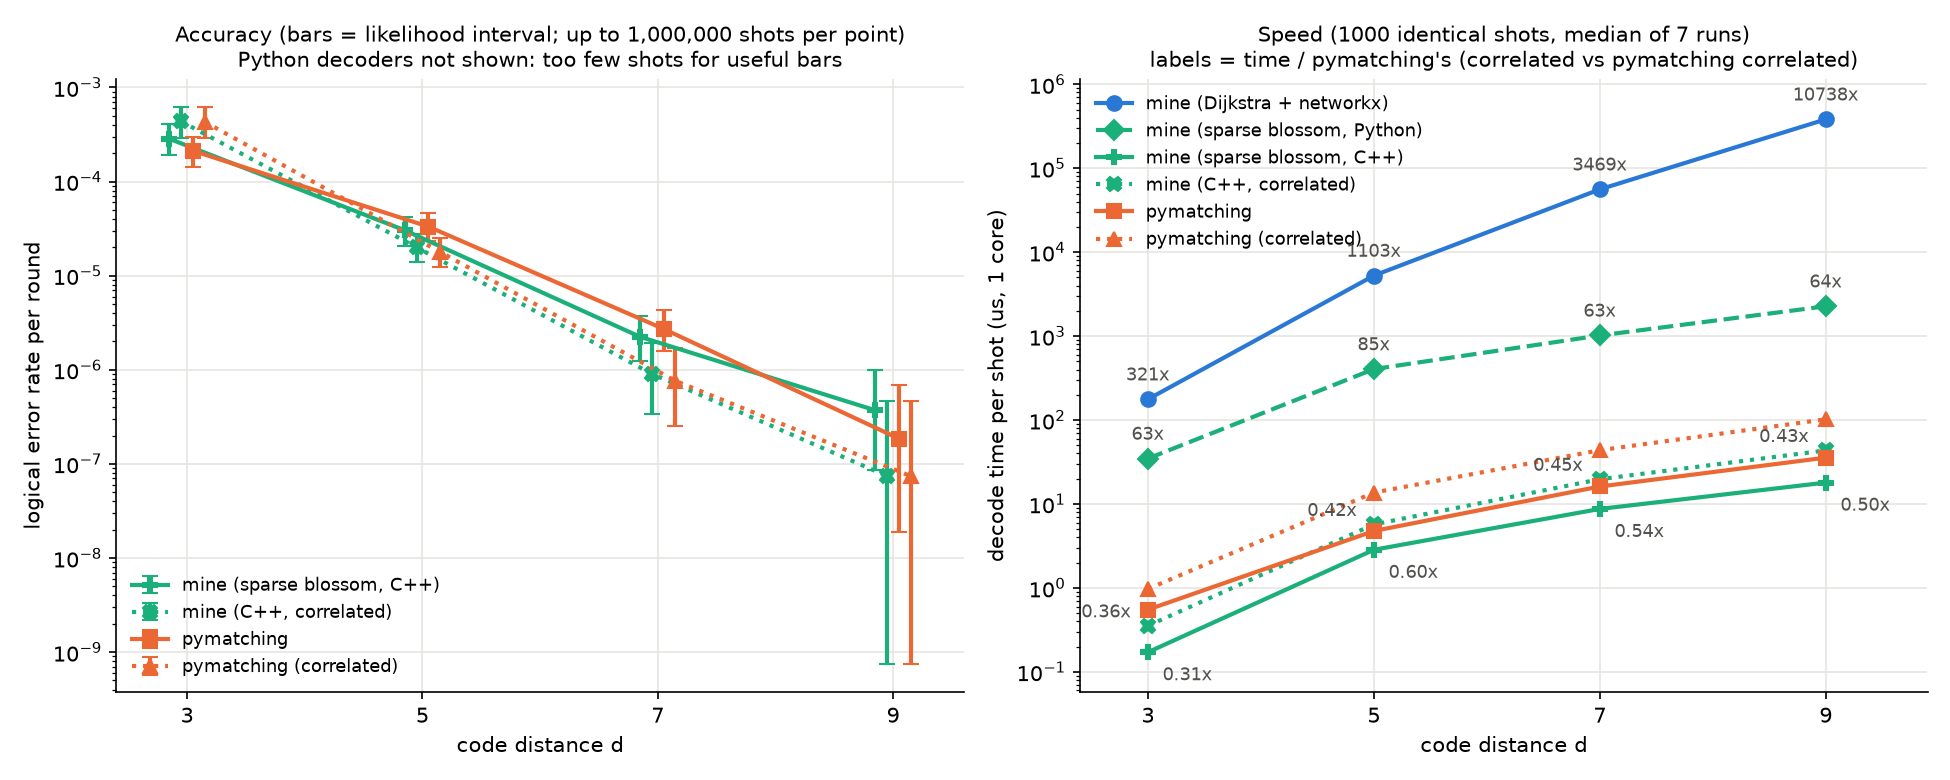 Accuracy (bars = likelihood interval; up to 1,000,000 shots per point)
Python decoders not shown: too few shots for useful bars
10⁻³
10⁻⁴
10⁻⁵
10⁻⁶
10⁻⁷
10⁻⁸
10⁻⁹
logical error rate per round
mine (sparse blossom, C++)
mine (C++, correlated)
pymatching
pymatching (correlated)
3 5 7 9
code distance d
Speed (1000 identical shots, median of 7 runs)
labels = time / pymatching's (correlated vs pymatching correlated)
10⁶
10⁵
10⁴
10³
10²
10¹
10⁰
10⁻¹
decode time per shot (us, 1 core)
mine (Dijkstra + networkx)
mine (sparse blossom, Python)
mine (sparse blossom, C++)
mine (C++, correlated)
pymatching
pymatching (correlated)
321x
1103x
3469x
10738x
63x
85x
63x
64x
0.36x
0.42x
0.45x
0.43x
0.31x
0.60x
0.54x
0.50x
3 5 7 9
code distance d